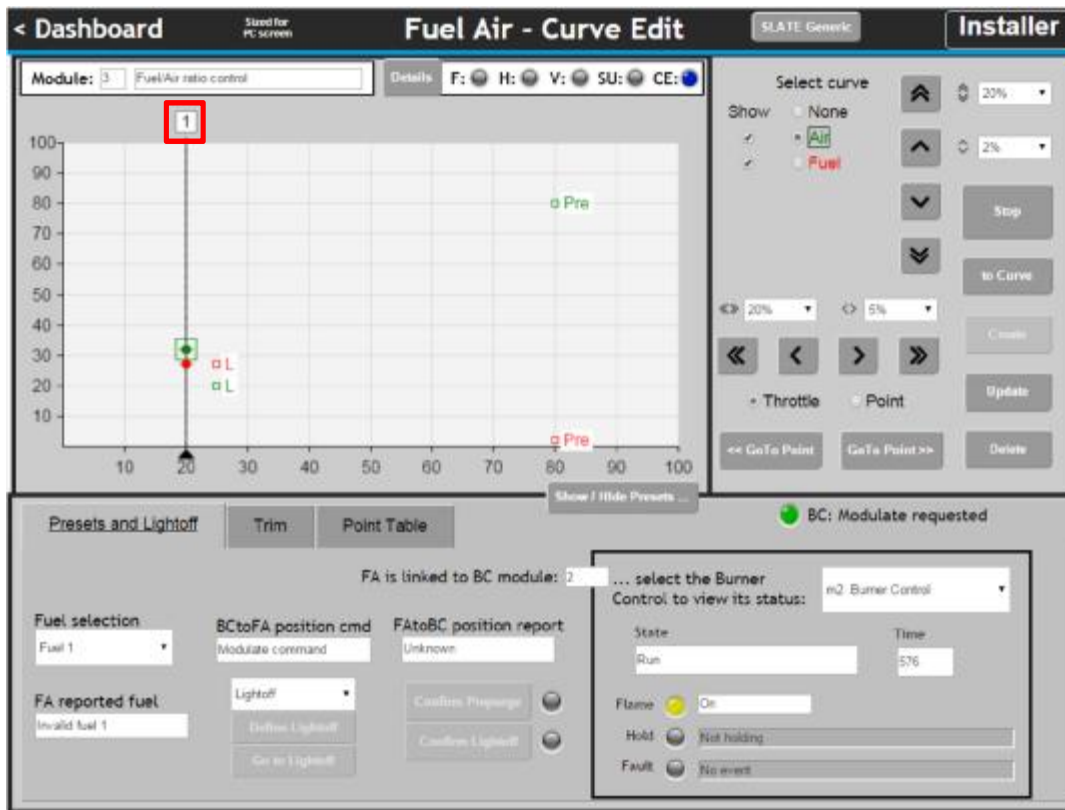 < Dashboard
Sized for
PC screen
Fuel Air - Curve Edit
SLATE Generic
Installer
Module: 3 Fuel/Air ratio control
Details
F: H: V: SU: CE:
1
100
90
80
70
60
50
40
30
20
10
Pre
L
L
Pre
10 20 30 40 50 60 70 80 90 100
Show / Hide Presets ...
Select curve
Show
None
Air
Fuel
20%
2%
Stop
to Curve
Create
Update
Delete
20%
5%
Throttle Point
<< GoTo Point
GoTo Point >>
Presets and Lightoff
Trim
Point Table
BC: Modulate requested
FA is linked to BC module: 2
Fuel selection
Fuel 1
FA reported fuel
Invalid fuel 1
BCtoFA position cmd
Modulate command
Lightoff
Define Lightoff
Go to Lightoff
FAtoBC position report
Unknown
Confirm Prepurge
Confirm Lightoff
... select the Burner
Control to view its status:
m2 Burner Control
State
Run
Time
576
Flame On
Hold Not holding
Fault No event